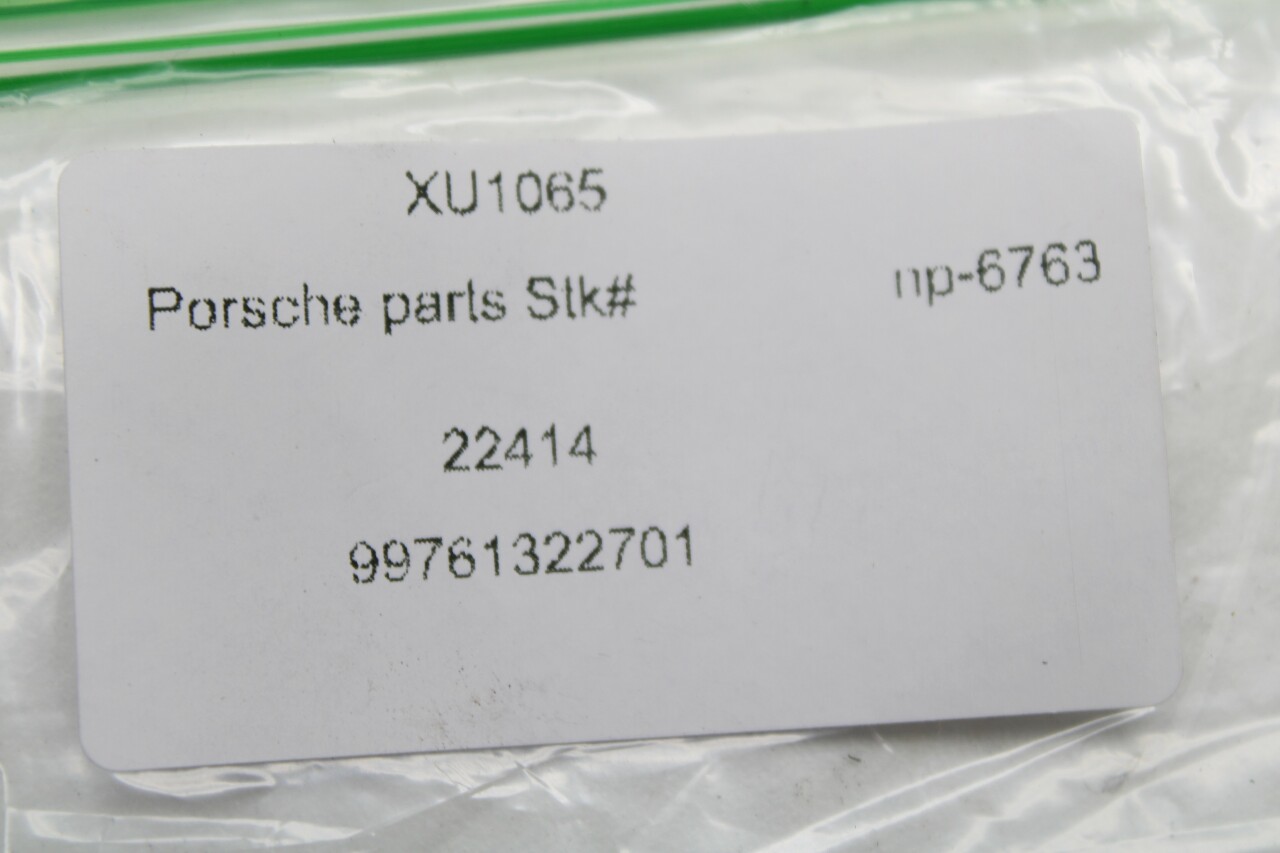 XU1065
Porsche parts Stk# np-6763
22414
99761322701